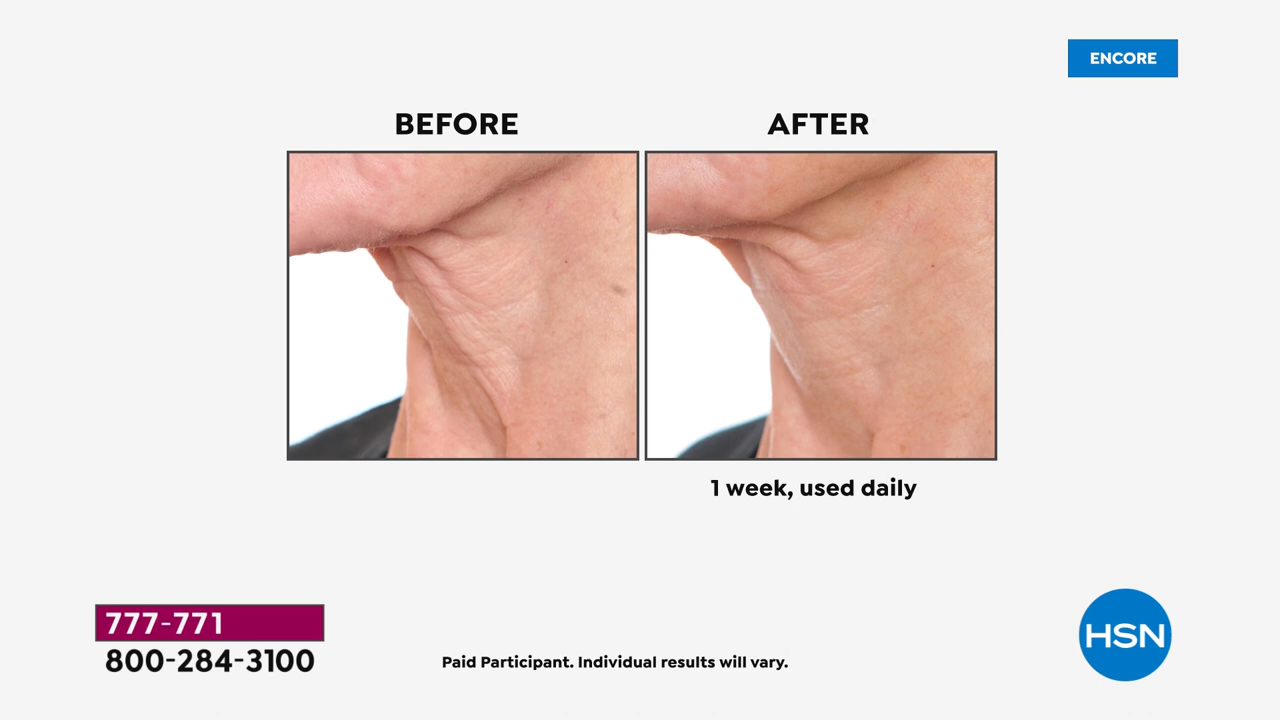 ENCORE
BEFORE
AFTER
1 week, used daily
777-771
800-284-3100
Paid Participant. Individual results will vary.
HSN